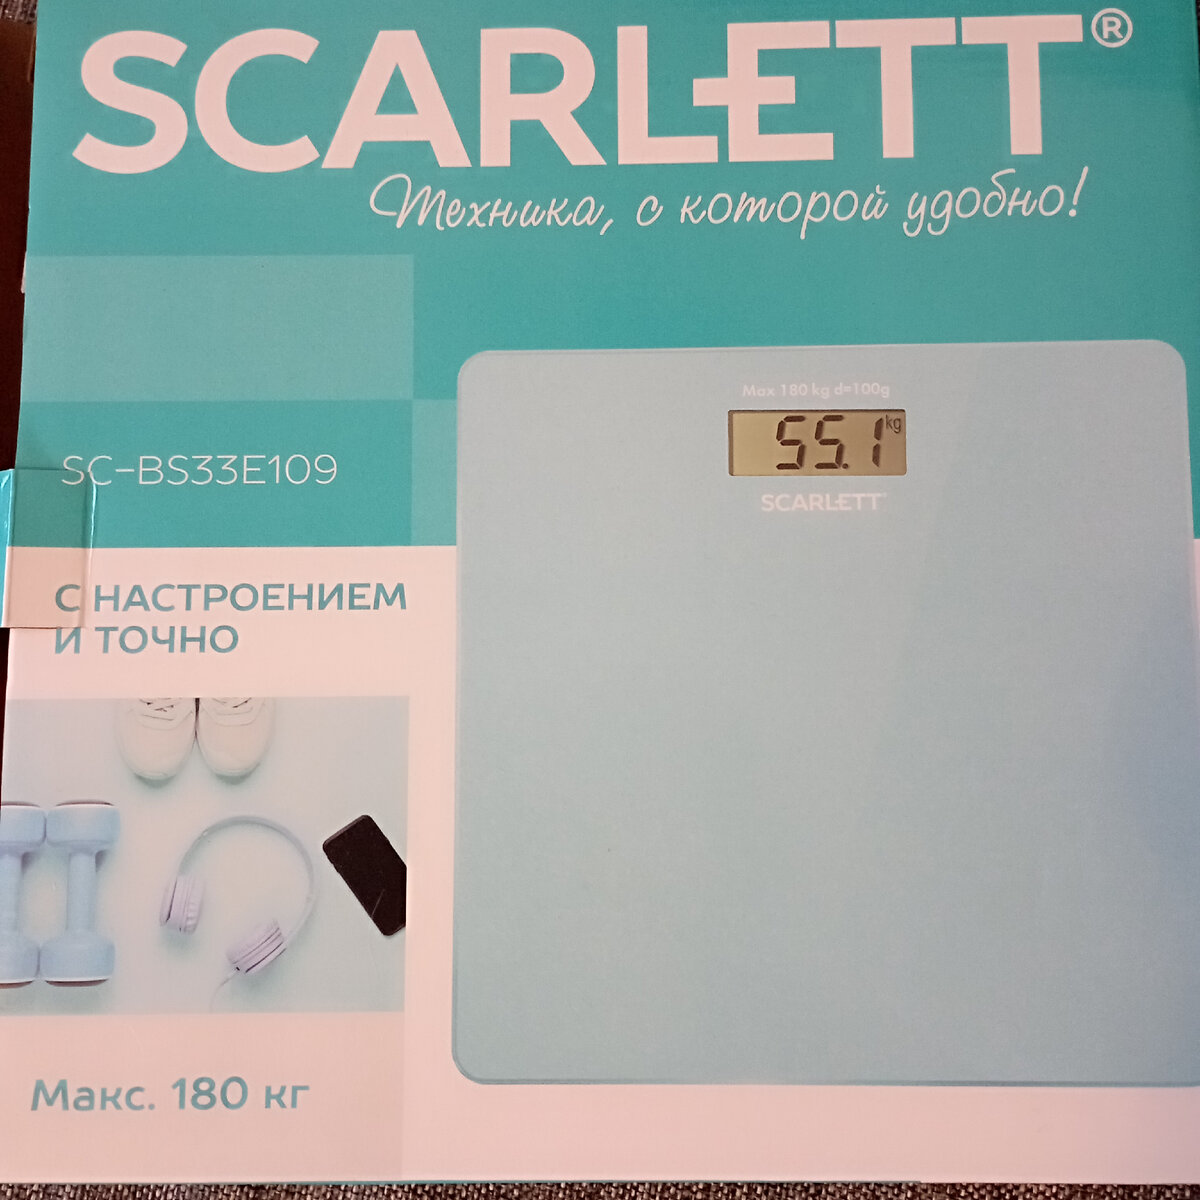 SCARLETT®
Техника, с которой удобно!
SC-BS33E109
Max 180 kg d=100g
55.1 kg
SCARLETT
С НАСТРОЕНИЕМ
И ТОЧНО
Макс. 180 кг